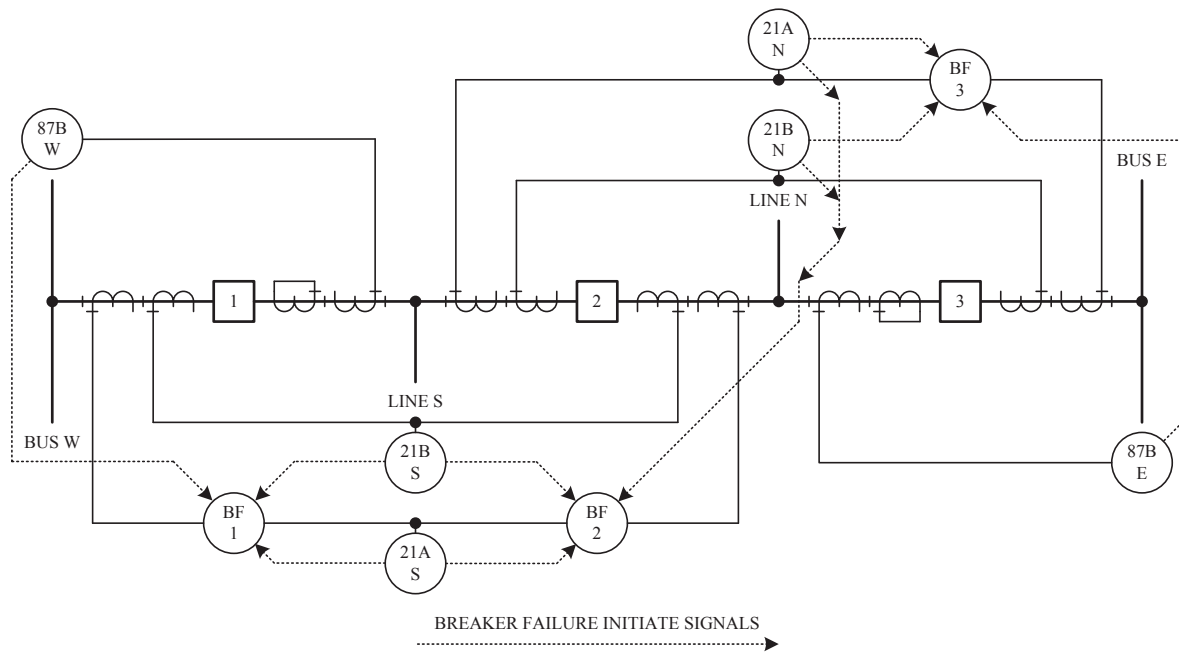 21A
N
BF
3
87B
W
21B
N
BUS E
LINE N
1
2
3
LINE S
BUS W
21B
S
87B
E
BF
1
BF
2
21A
S
BREAKER FAILURE INITIATE SIGNALS